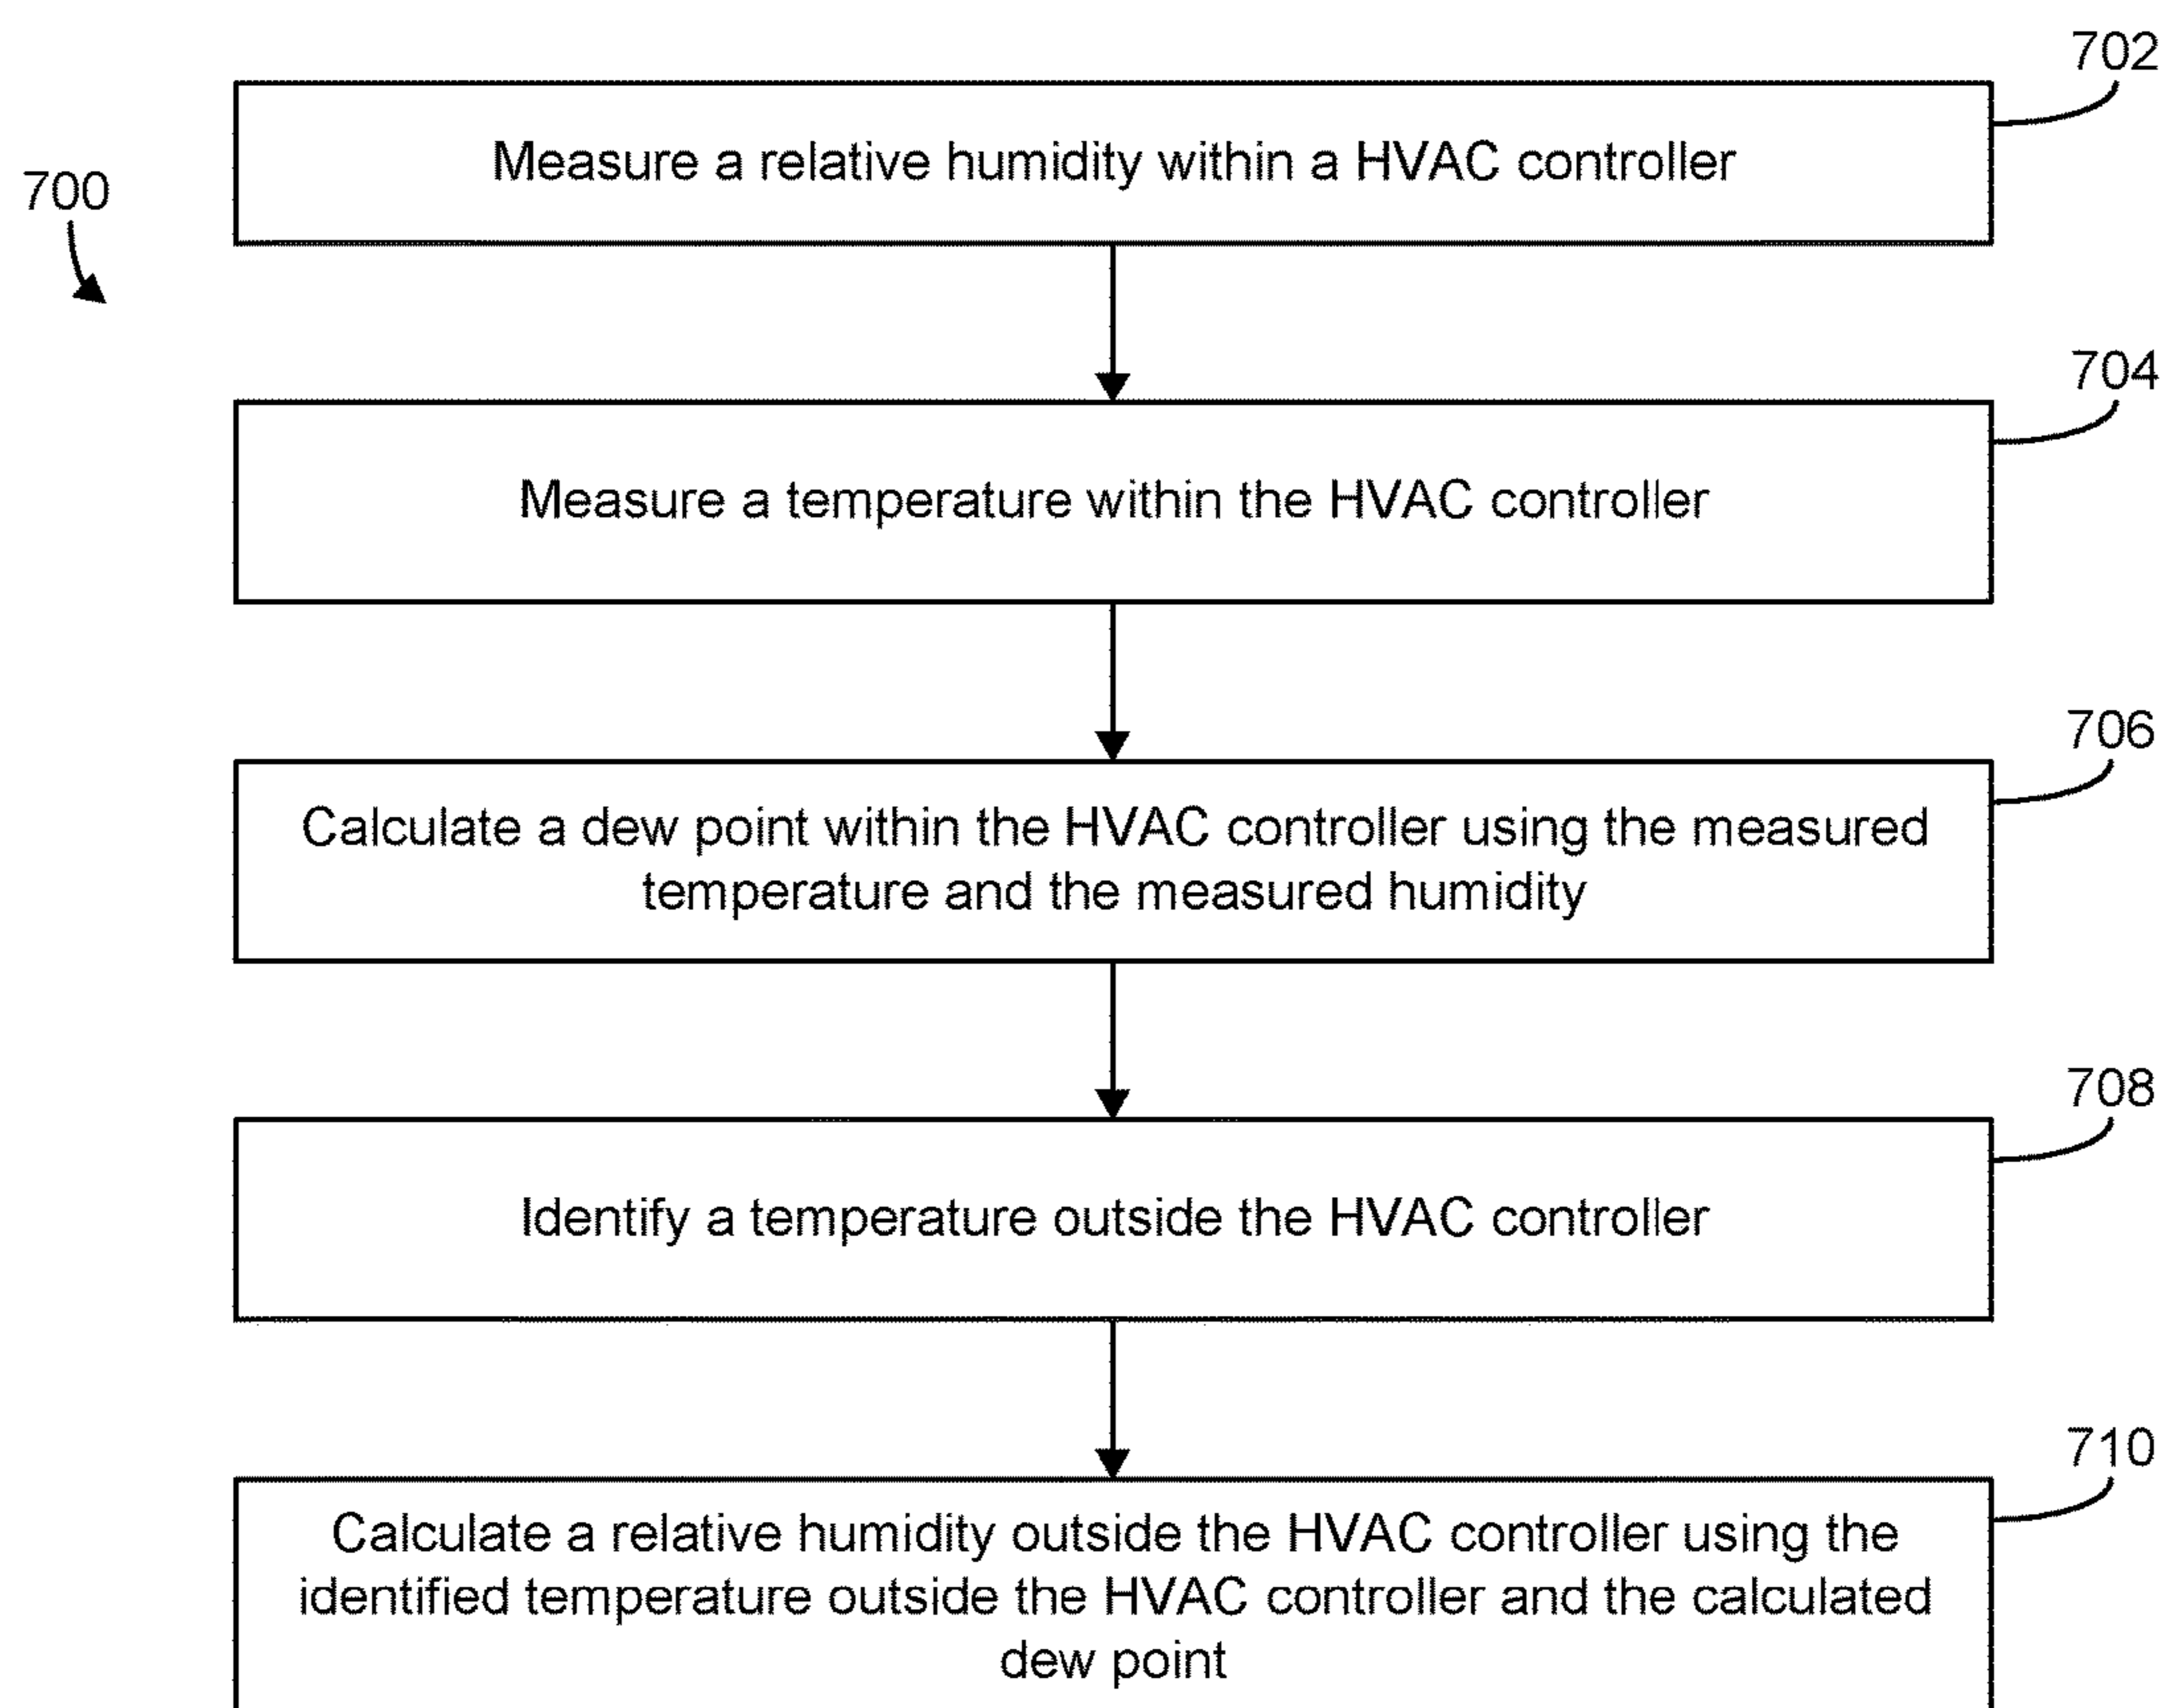 702
Measure a relative humidity within a HVAC controller
700
704
Measure a temperature within the HVAC controller
706
Calculate a dew point within the HVAC controller using the measured
temperature and the measured humidity
708
Identify a temperature outside the HVAC controller
710
Calculate a relative humidity outside the HVAC controller using the
identified temperature outside the HVAC controller and the calculated
dew point